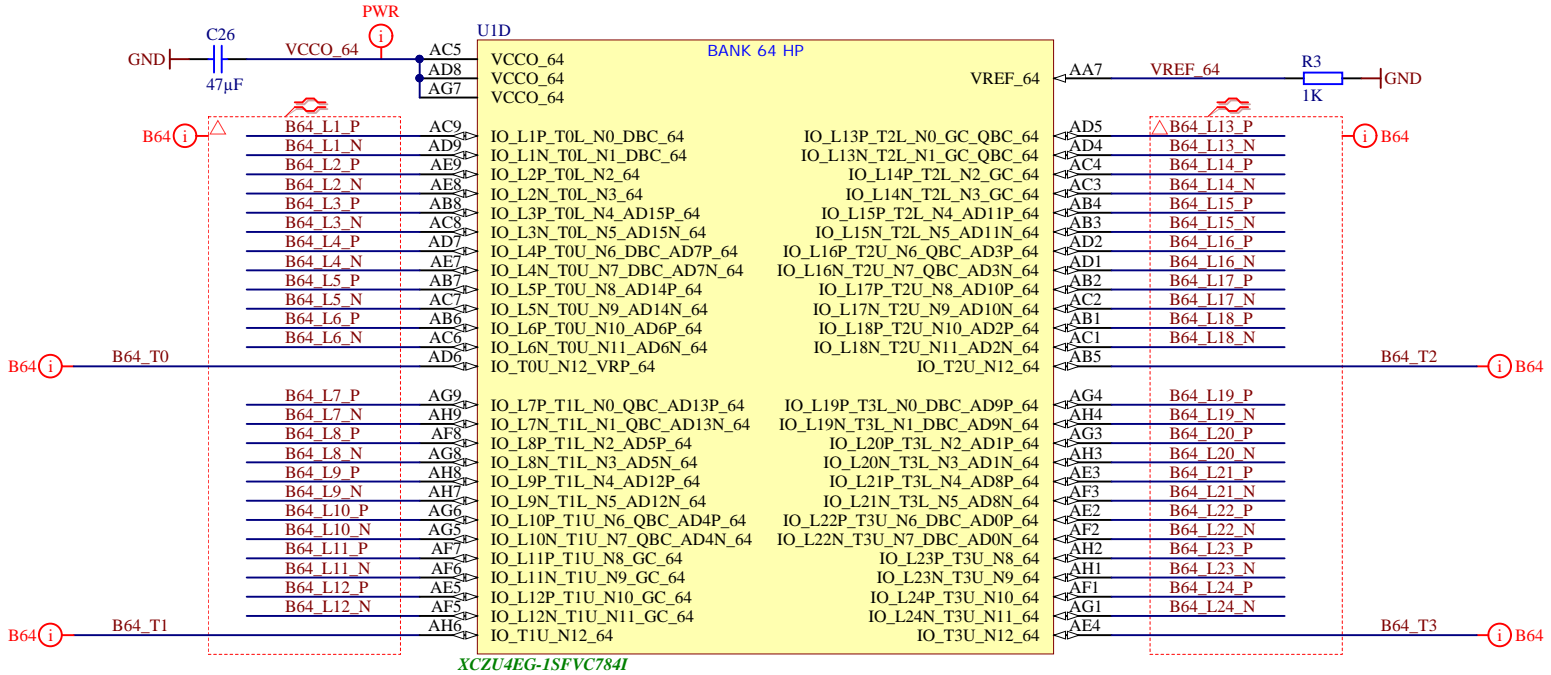 PWR
C26
U1D
GND VCCO_64 AC5 VCCO_64 BANK 64 HP
47µF AD8 VCCO_64 VREF_64 AA7 VREF_64 R3 GND
AG7 VCCO_64 1K
B64 B64_L1_P AC9 IO_L1P_T0L_N0_DBC_64 IO_L13P_T2L_N0_GC_QBC_64 AD5 B64_L13_P B64
B64_L1_N AD9 IO_L1N_T0L_N1_DBC_64 IO_L13N_T2L_N1_GC_QBC_64 AD4 B64_L13_N
B64_L2_P AE9 IO_L2P_T0L_N2_64 IO_L14P_T2L_N2_GC_64 AC4 B64_L14_P
B64_L2_N AE8 IO_L2N_T0L_N3_64 IO_L14N_T2L_N3_GC_64 AC3 B64_L14_N
B64_L3_P AB8 IO_L3P_T0L_N4_AD15P_64 IO_L15P_T2L_N4_AD11P_64 AB4 B64_L15_P
B64_L3_N AC8 IO_L3N_T0L_N5_AD15N_64 IO_L15N_T2L_N5_AD11N_64 AB3 B64_L15_N
B64_L4_P AD7 IO_L4P_T0U_N6_DBC_AD7P_64 IO_L16P_T2U_N6_QBC_AD3P_64 AD2 B64_L16_P
B64_L4_N AE7 IO_L4N_T0U_N7_DBC_AD7N_64 IO_L16N_T2U_N7_QBC_AD3N_64 AD1 B64_L16_N
B64_L5_P AB7 IO_L5P_T0U_N8_AD14P_64 IO_L17P_T2U_N8_AD10P_64 AB2 B64_L17_P
B64_L5_N AC7 IO_L5N_T0U_N9_AD14N_64 IO_L17N_T2U_N9_AD10N_64 AC2 B64_L17_N
B64_L6_P AB6 IO_L6P_T0U_N10_AD6P_64 IO_L18P_T2U_N10_AD2P_64 AB1 B64_L18_P
B64_L6_N AC6 IO_L6N_T0U_N11_AD6N_64 IO_L18N_T2U_N11_AD2N_64 AC1 B64_L18_N
B64 B64_T0 AD6 IO_T0U_N12_VRP_64 IO_T2U_N12_64 AB5 B64_T2 B64
B64_L7_P AG9 IO_L7P_T1L_N0_QBC_AD13P_64 IO_L19P_T3L_N0_DBC_AD9P_64 AG4 B64_L19_P
B64_L7_N AH9 IO_L7N_T1L_N1_QBC_AD13N_64 IO_L19N_T3L_N1_DBC_AD9N_64 AH4 B64_L19_N
B64_L8_P AF8 IO_L8P_T1L_N2_AD5P_64 IO_L20P_T3L_N2_AD1P_64 AG3 B64_L20_P
B64_L8_N AG8 IO_L8N_T1L_N3_AD5N_64 IO_L20N_T3L_N3_AD1N_64 AH3 B64_L20_N
B64_L9_P AH8 IO_L9P_T1L_N4_AD12P_64 IO_L21P_T3L_N4_AD8P_64 AE3 B64_L21_P
B64_L9_N AH7 IO_L9N_T1L_N5_AD12N_64 IO_L21N_T3L_N5_AD8N_64 AF3 B64_L21_N
B64_L10_P AG6 IO_L10P_T1U_N6_QBC_AD4P_64 IO_L22P_T3U_N6_DBC_AD0P_64 AE2 B64_L22_P
B64_L10_N AG5 IO_L10N_T1U_N7_QBC_AD4N_64 IO_L22N_T3U_N7_DBC_AD0N_64 AF2 B64_L22_N
B64_L11_P AF7 IO_L11P_T1U_N8_GC_64 IO_L23P_T3U_N8_64 AH2 B64_L23_P
B64_L11_N AF6 IO_L11N_T1U_N9_GC_64 IO_L23N_T3U_N9_64 AH1 B64_L23_N
B64_L12_P AE5 IO_L12P_T1U_N10_GC_64 IO_L24P_T3U_N10_64 AF1 B64_L24_P
B64_L12_N AF5 IO_L12N_T1U_N11_GC_64 IO_L24N_T3U_N11_64 AG1 B64_L24_N
B64 B64_T1 AH6 IO_T1U_N12_64 IO_T3U_N12_64 AE4 B64_T3 B64
XCZU4EG-1SFVC784I